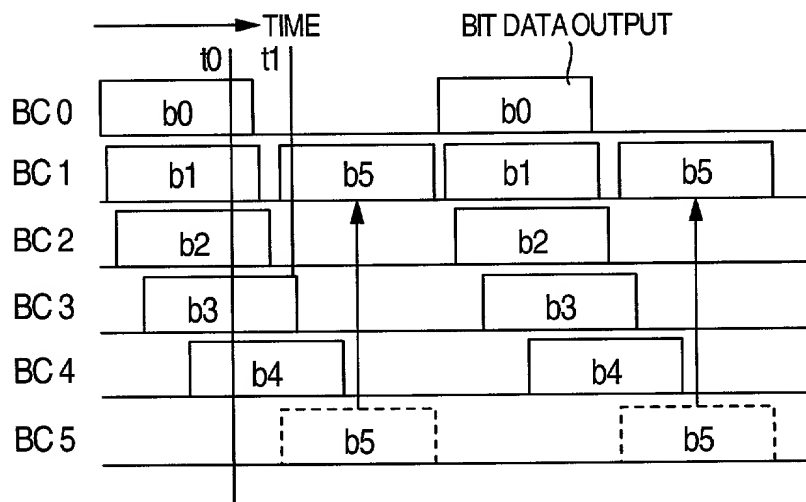 TIME
BIT DATA OUTPUT
t0 t1
BC 0 b0 b0
BC 1 b1 b5 b1 b5
BC 2 b2 b2
BC 3 b3 b3
BC 4 b4 b4
BC 5 b5 b5